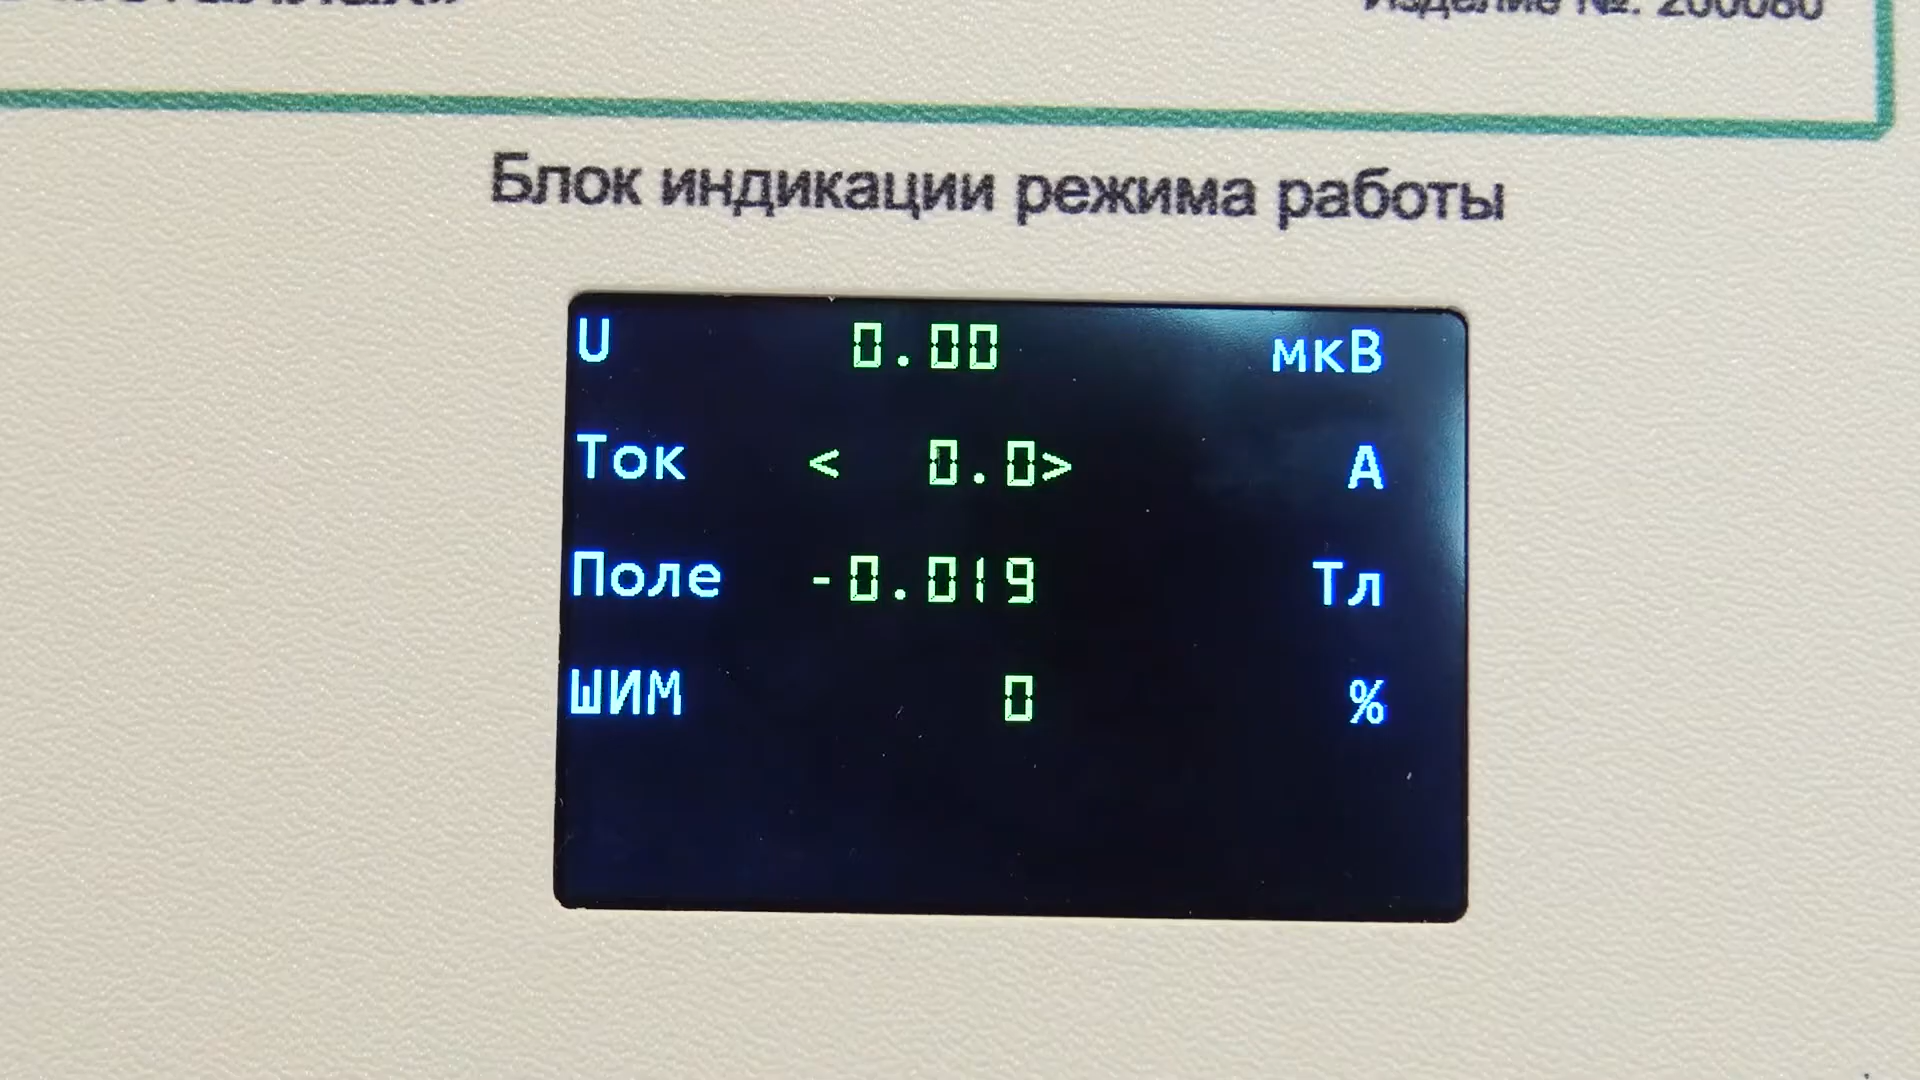 Изделие №: 200080
Блок индикации режима работы
U 0.00 мкВ
Ток < 0.0> А
Поле -0.019 Тл
ШИМ 0 %